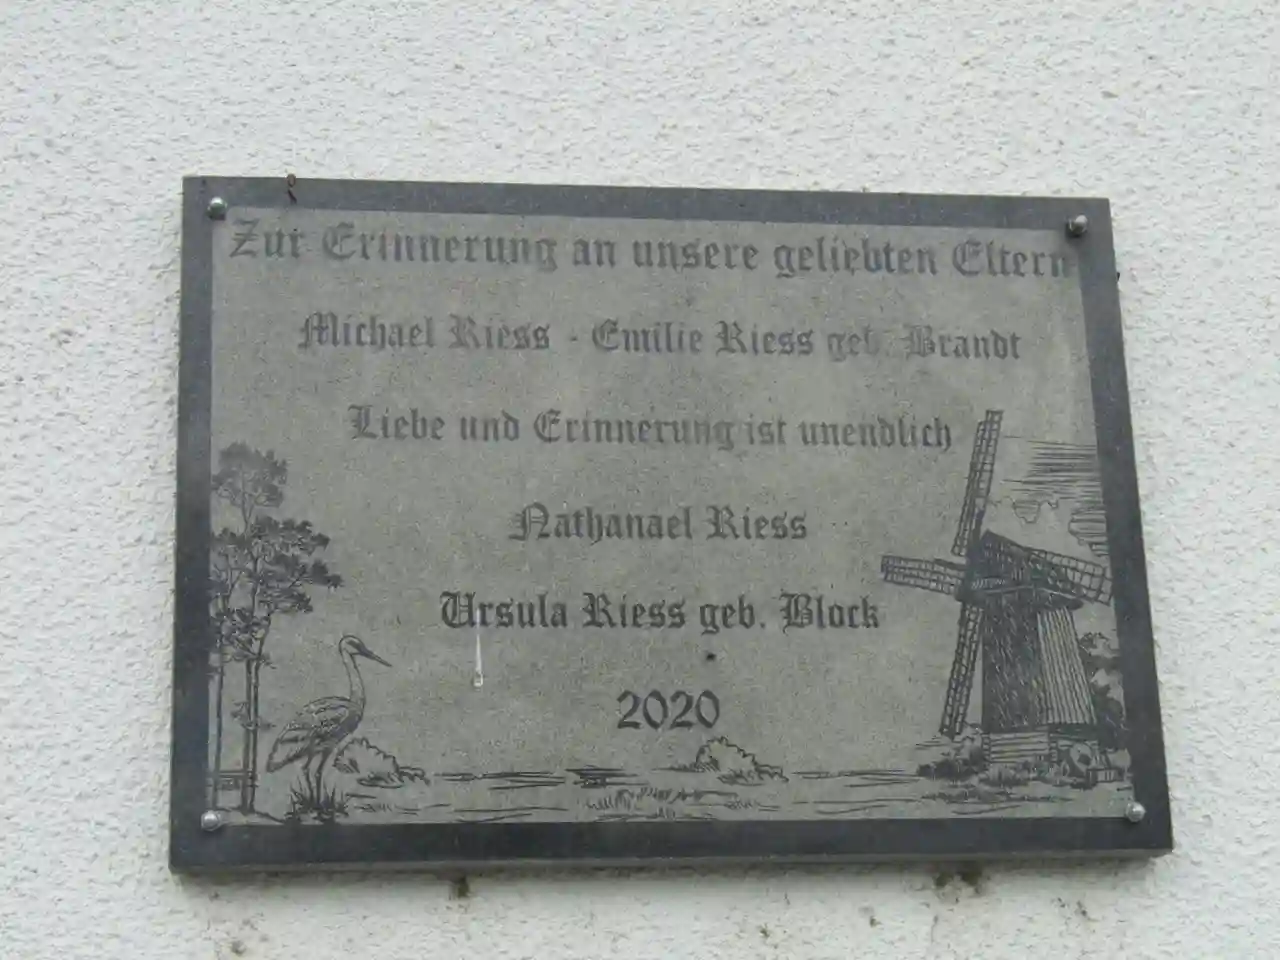 Zur Erinnerung an unsere geliebten Eltern
Michael Riess - Emilie Riess geb. Brandt
Liebe und Erinnerung ist unendlich
Nathanael Riess
Ursula Riess geb. Block
2020